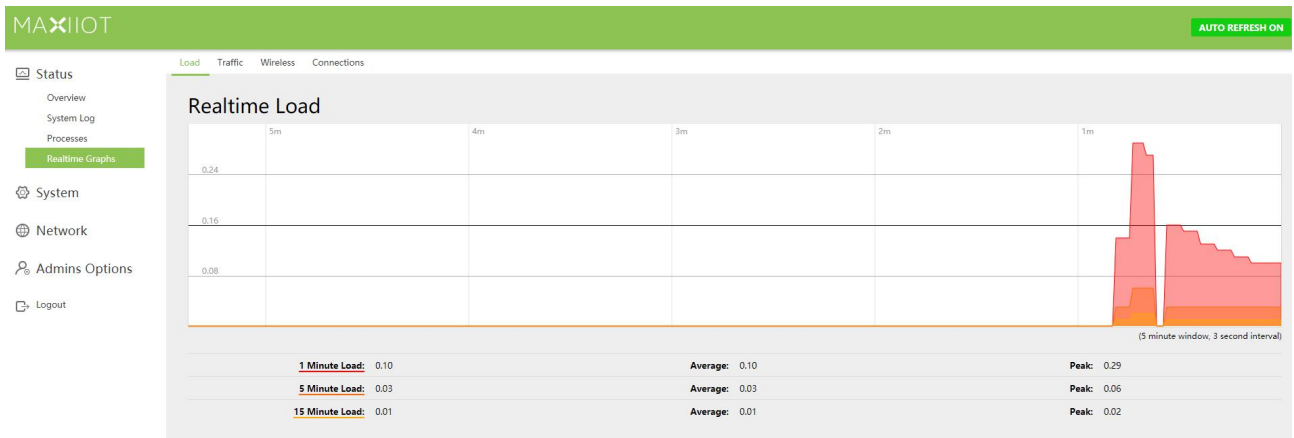 MAXIIOT
AUTO REFRESH ON
Status
Overview
System Log
Processes
Realtime Graphs
System
Network
Admins Options
Logout
Load Traffic Wireless Connections
Realtime Load
5m 4m 3m 2m 1m
0.24
0.16
0.08
(5 minute window, 3 second interval)
1 Minute Load: 0.10 Average: 0.10 Peak: 0.29
5 Minute Load: 0.03 Average: 0.03 Peak: 0.06
15 Minute Load: 0.01 Average: 0.01 Peak: 0.02